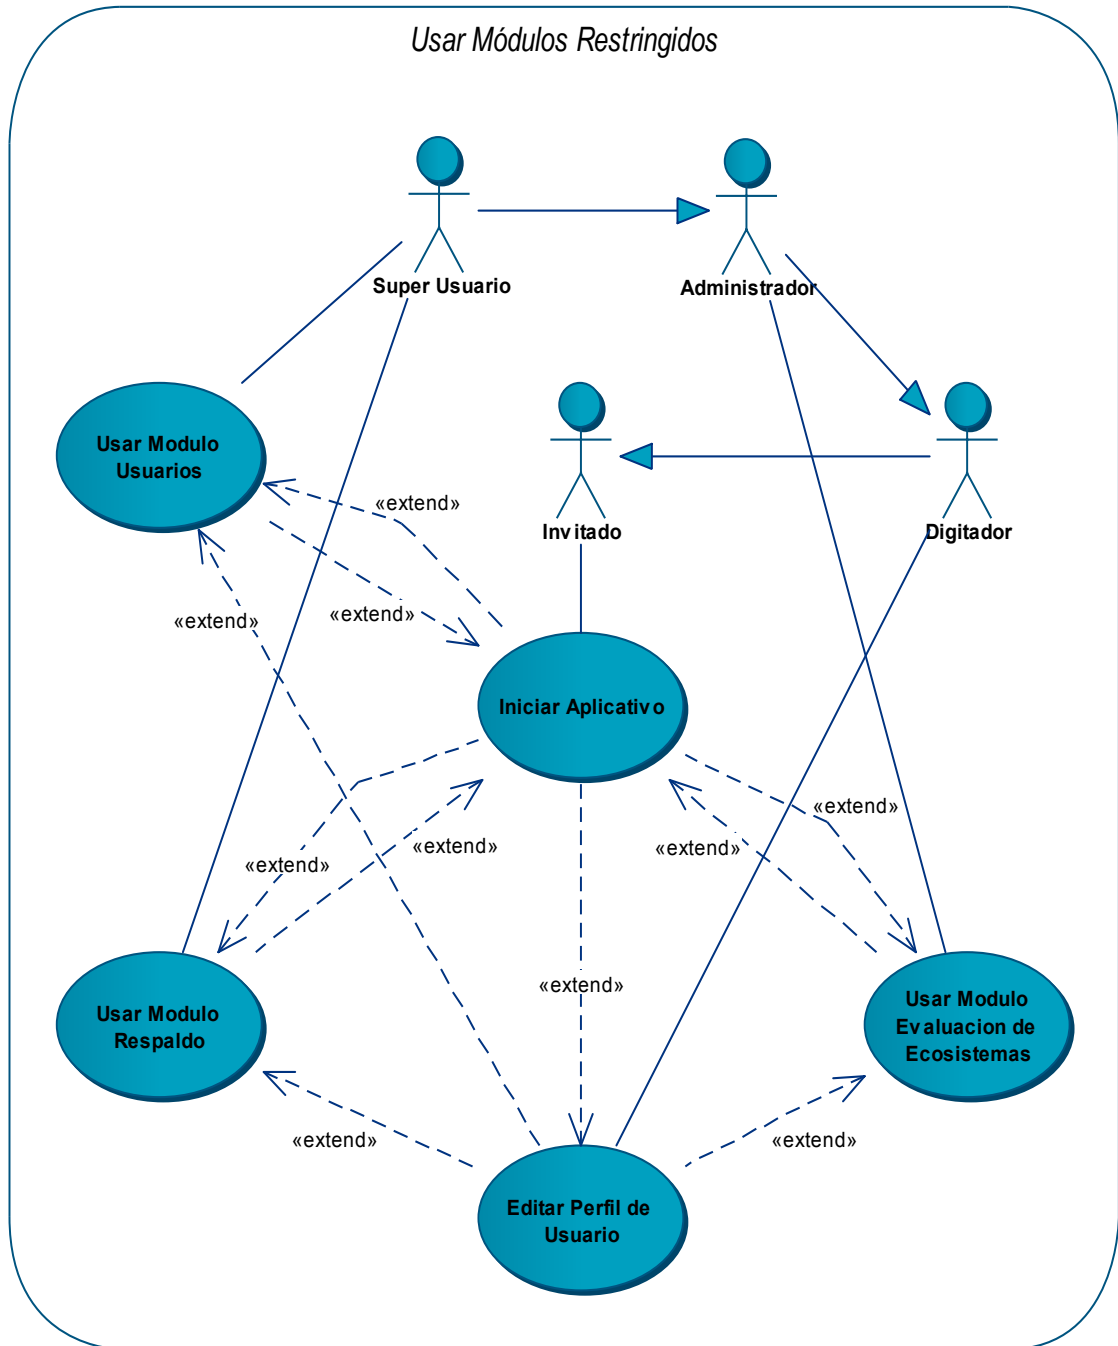 Usar Módulos Restringidos
Super Usuario
Administrador
Usar Modulo
Usuarios
«extend»
Invitado
Digitador
«extend»
«extend»
Iniciar Aplicativo
«extend»
«extend»
«extend»
«extend»
«extend»
Usar Modulo
Respaldo
Usar Modulo
Evaluacion de
Ecosistemas
«extend»
«extend»
Editar Perfil de
Usuario